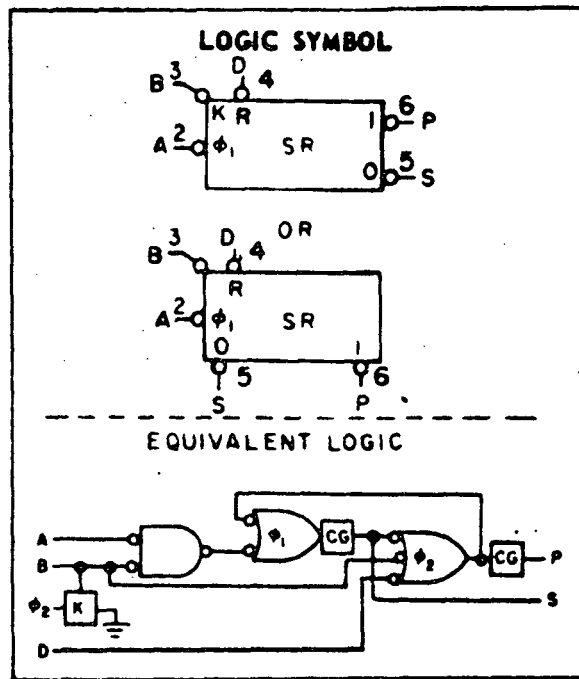 LOGIC SYMBOL
D
B 3 4
K R 6
1 P
A 2 φ₁ SR
0 5 S
OR
B 3 D 4
R
A 2 φ₁ SR
0 1
5 6
S P
EQUIVALENT LOGIC
A
φ₁ CG
B φ₂ CG P
S
φ₂ K
D